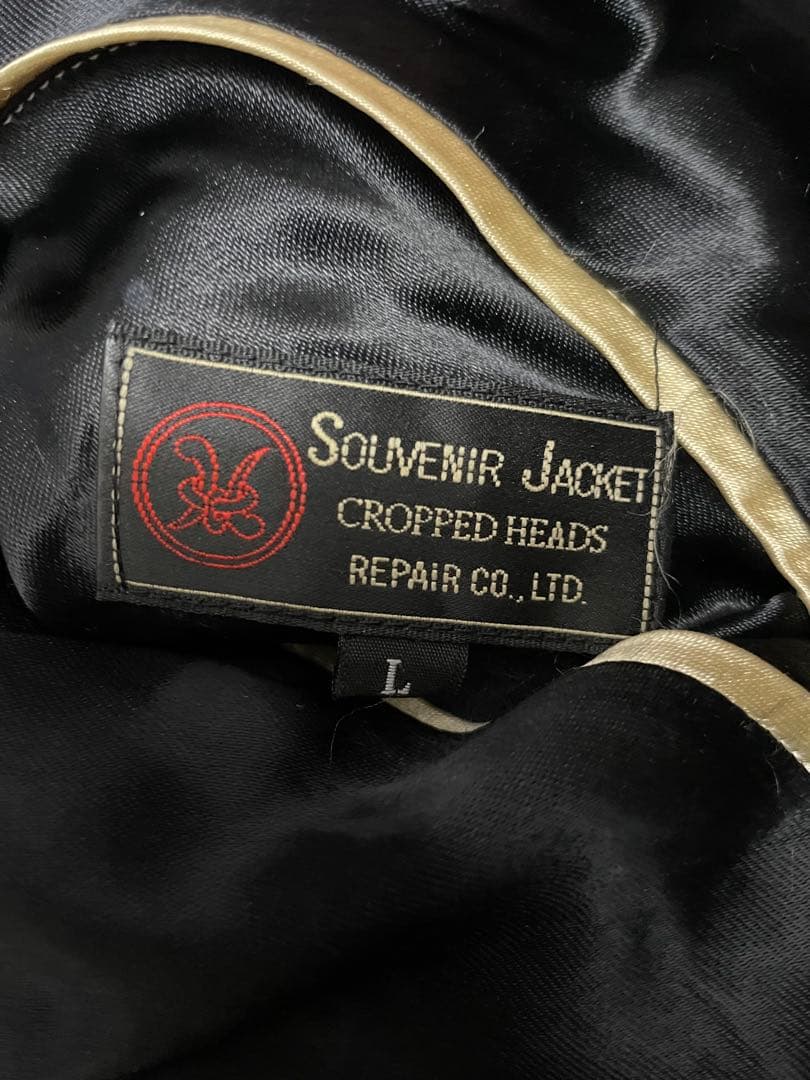 SOUVENIR JACKET
CROPPED HEADS
REPAIR CO., LTD.
L